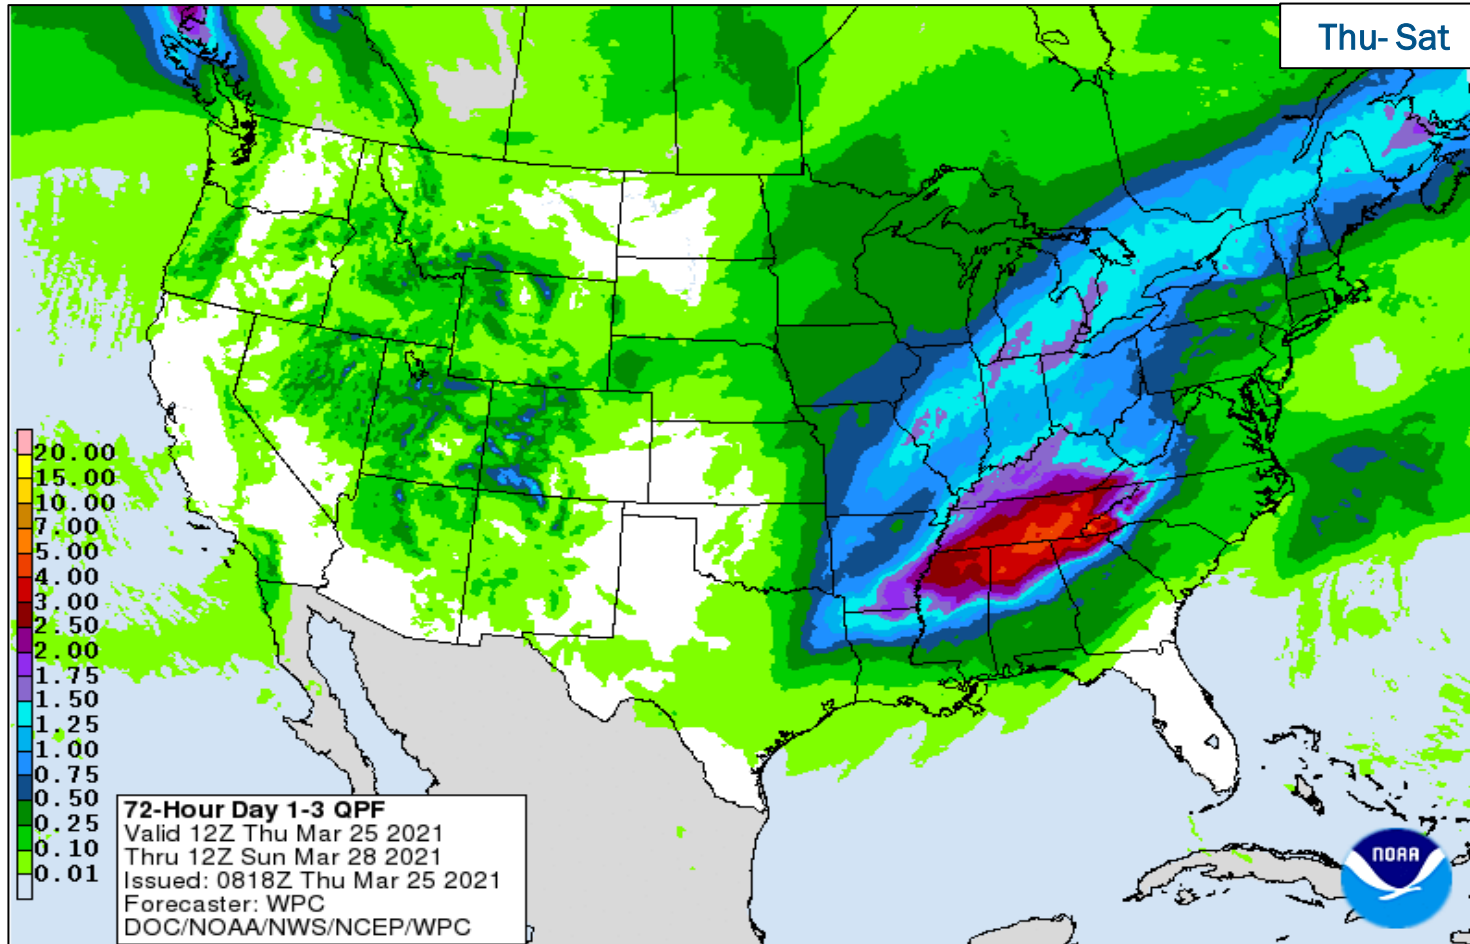 Thu- Sat
20.00
15.00
10.00
7.00
5.00
4.00
3.00
2.50
2.00
1.75
1.50
1.25
1.00
0.75
0.50
0.25
0.10
0.01
72-Hour Day 1-3 QPF
Valid 12Z Thu Mar 25 2021
Thru 12Z Sun Mar 28 2021
Issued: 0818Z Thu Mar 25 2021
Forecaster: WPC
DOC/NOAA/NWS/NCEP/WPC
NOAA